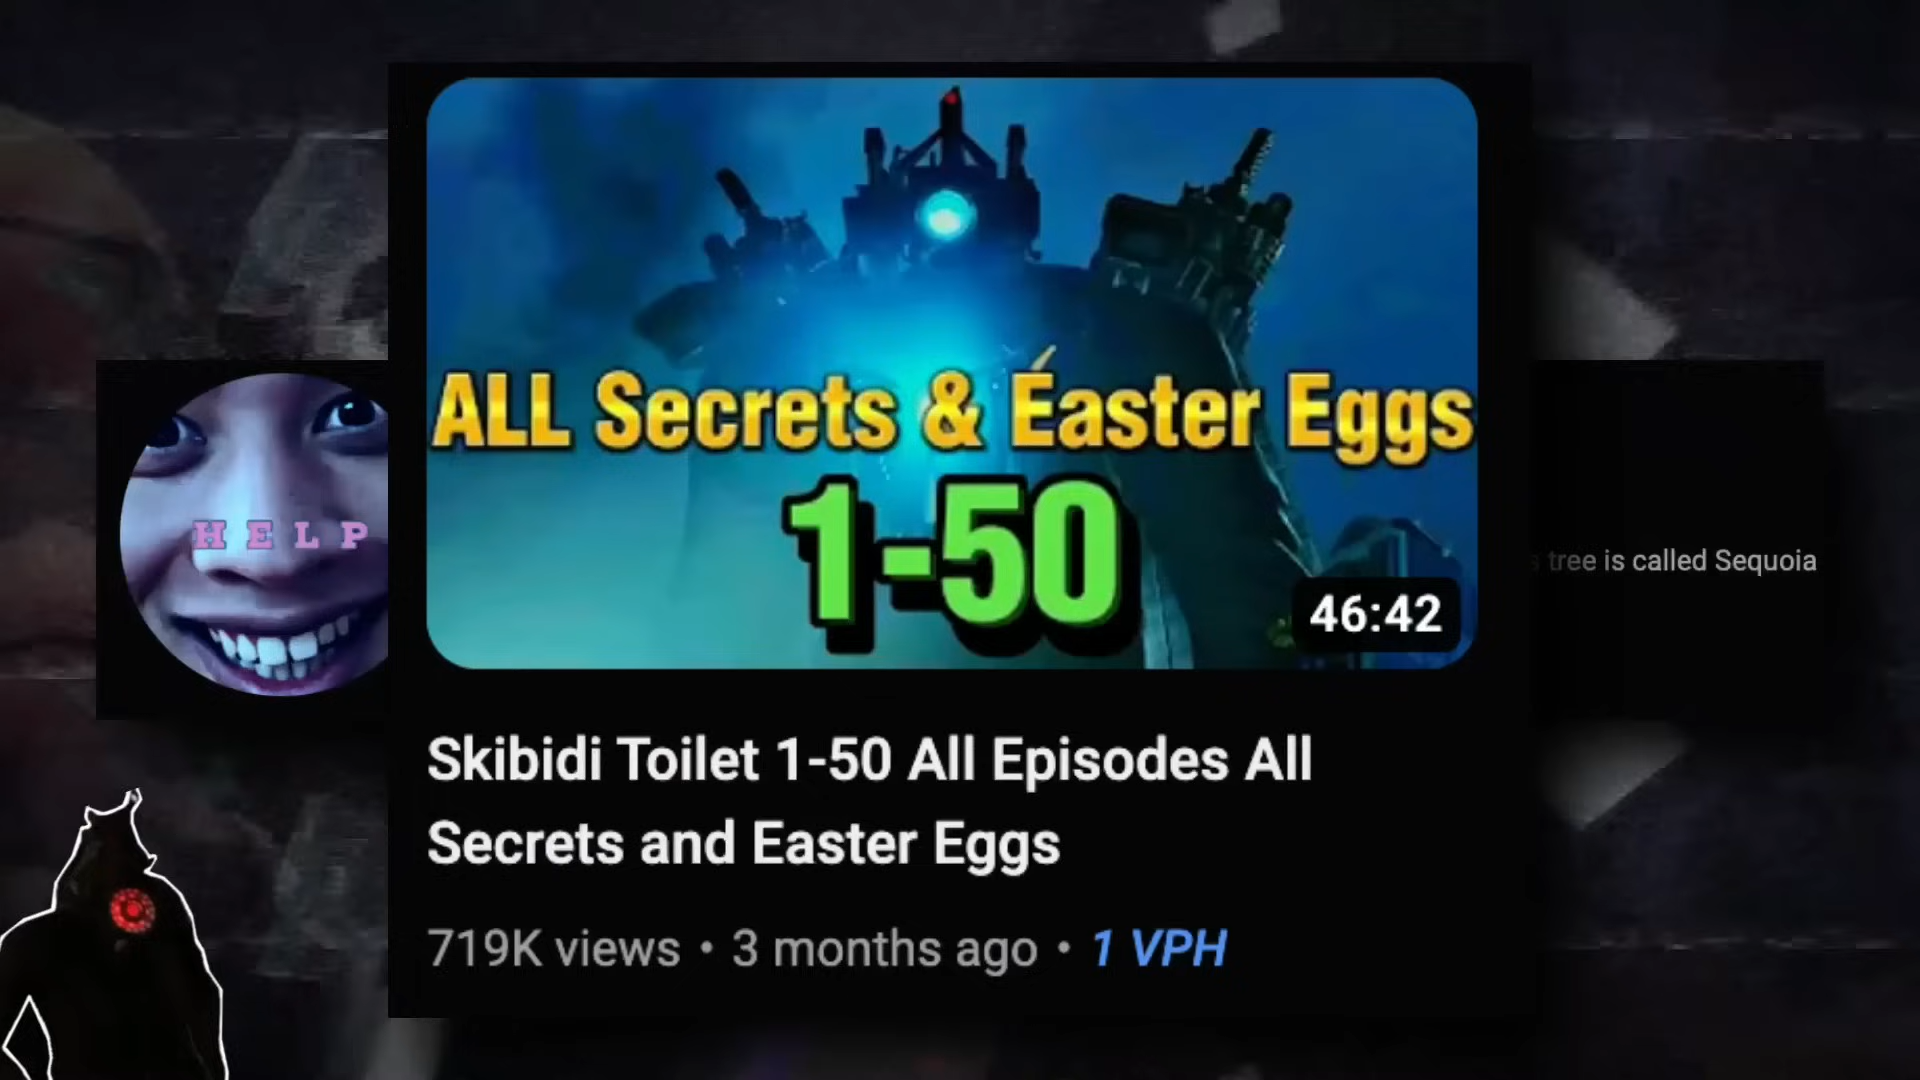 ALL Secrets & Easter Eggs
1-50
46:42
Skibidi Toilet 1-50 All Episodes All
Secrets and Easter Eggs
719K views • 3 months ago • 1 VPH
HELP
tree is called Sequoia